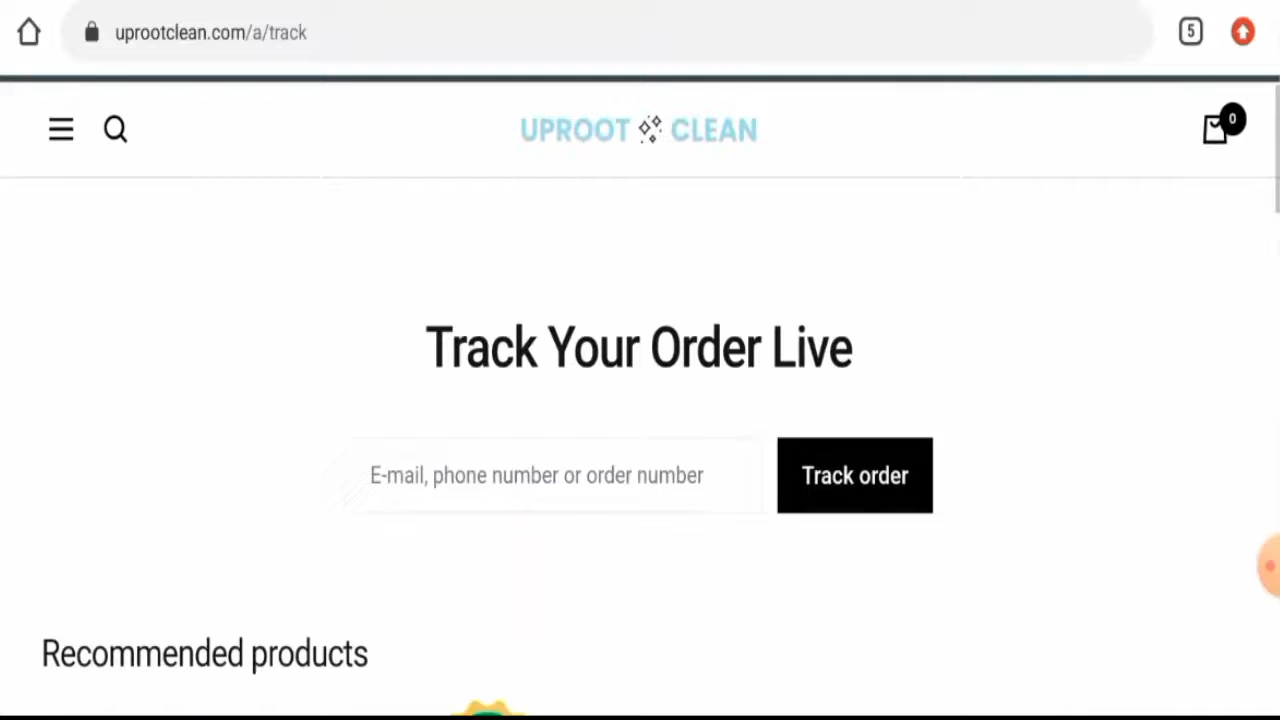 uprootclean.com/a/track
5
UPROOT CLEAN
0
Track Your Order Live
E-mail, phone number or order number
Track order
Recommended products